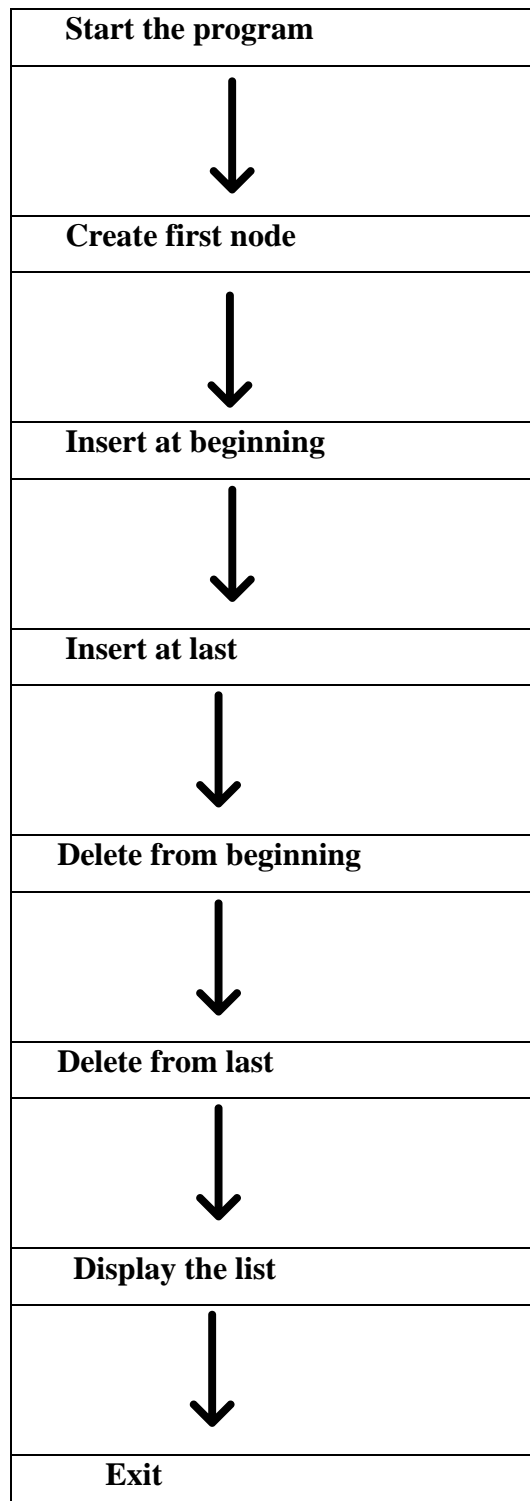 Start the program
Create first node
Insert at beginning
Insert at last
Delete from beginning
Delete from last
Display the list
Exit